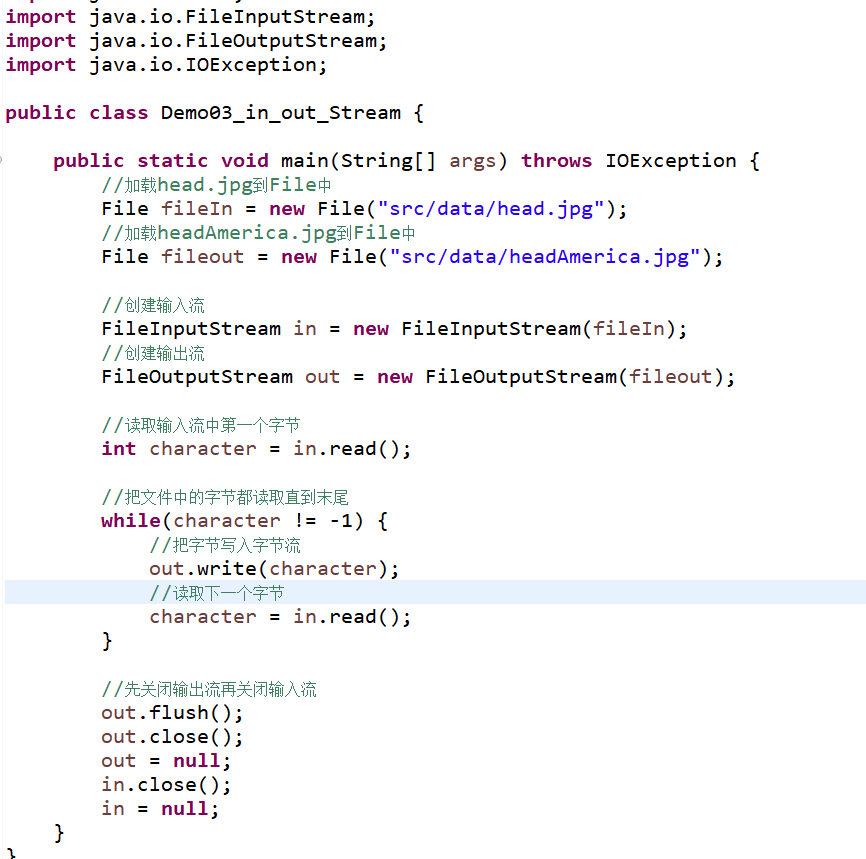 import java.io.FileInputStream;
import java.io.FileOutputStream;
import java.io.IOException;
public class Demo03_in_out_Stream {
public static void main(String[] args) throws IOException {
//加载head.jpg到File中
File fileIn = new File("src/data/head.jpg");
//加载headAmerica.jpg到File中
File fileout = new File("src/data/headAmerica.jpg");
//创建输入流
FileInputStream in = new FileInputStream(fileIn);
//创建输出流
FileOutputStream out = new FileOutputStream(fileout);
//读取输入流中第一个字节
int character = in.read();
//把文件中的字节都读取直到末尾
while(character != -1) {
//把字节写入字节流
out.write(character);
//读取下一个字节
character = in.read();
}
//先关闭输出流再关闭输入流
out.flush();
out.close();
out = null;
in.close();
in = null;
}
}